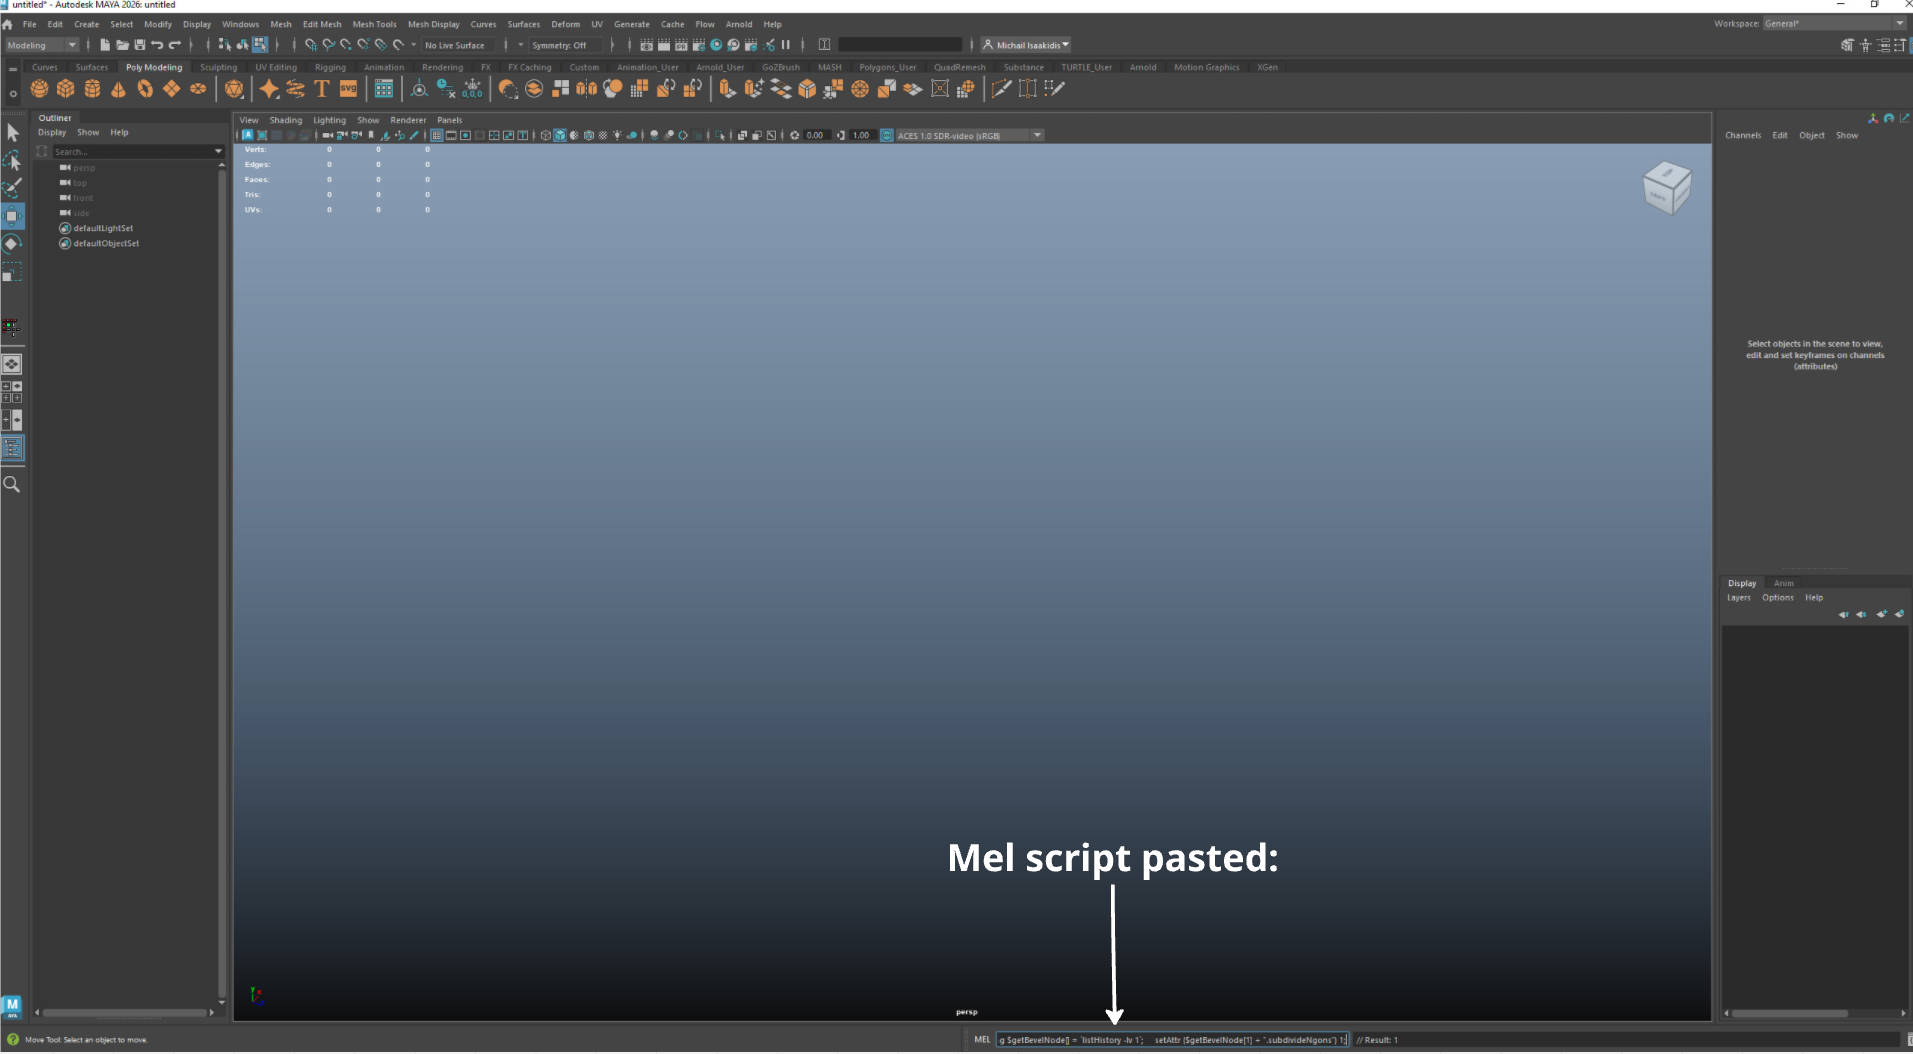 untitled* - Autodesk MAYA 2026: untitled
File Edit Create Select Modify Display Windows Mesh Edit Mesh Mesh Tools Mesh Display Curves Surfaces Deform UV Generate Cache Flow Arnold Help
Workspace: General*
Modeling No Live Surface Symmetry: Off Michail Isaakidis
Curves Surfaces Poly Modeling Sculpting UV Editing Rigging Animation Rendering FX FX Caching Custom Animation_User Arnold_User GoZBrush MASH Polygons_User QuadRemesh Substance TURTLE_User Arnold Motion Graphics XGen
Outliner
Display Show Help
Search...
persp
top
front
side
defaultLightSet
defaultObjectSet
View Shading Lighting Show Renderer Panels
0.00 1.00 ACES 1.0 SDR-video (sRGB)
Verts: 0 0 0
Edges: 0 0 0
Faces: 0 0 0
Tris: 0 0 0
UVs: 0 0 0
Channels Edit Object Show
Select objects in the scene to view,
edit and set keyframes on channels
(attributes)
Display Anim
Layers Options Help
Mel script pasted:
persp
Move Tool: Select an object to move.
MEL g $getBevelNode[] = `listHistory -lv 1`; setAttr ($getBevelNode[1] + ".subdivideNgons") 1; // Result: 1